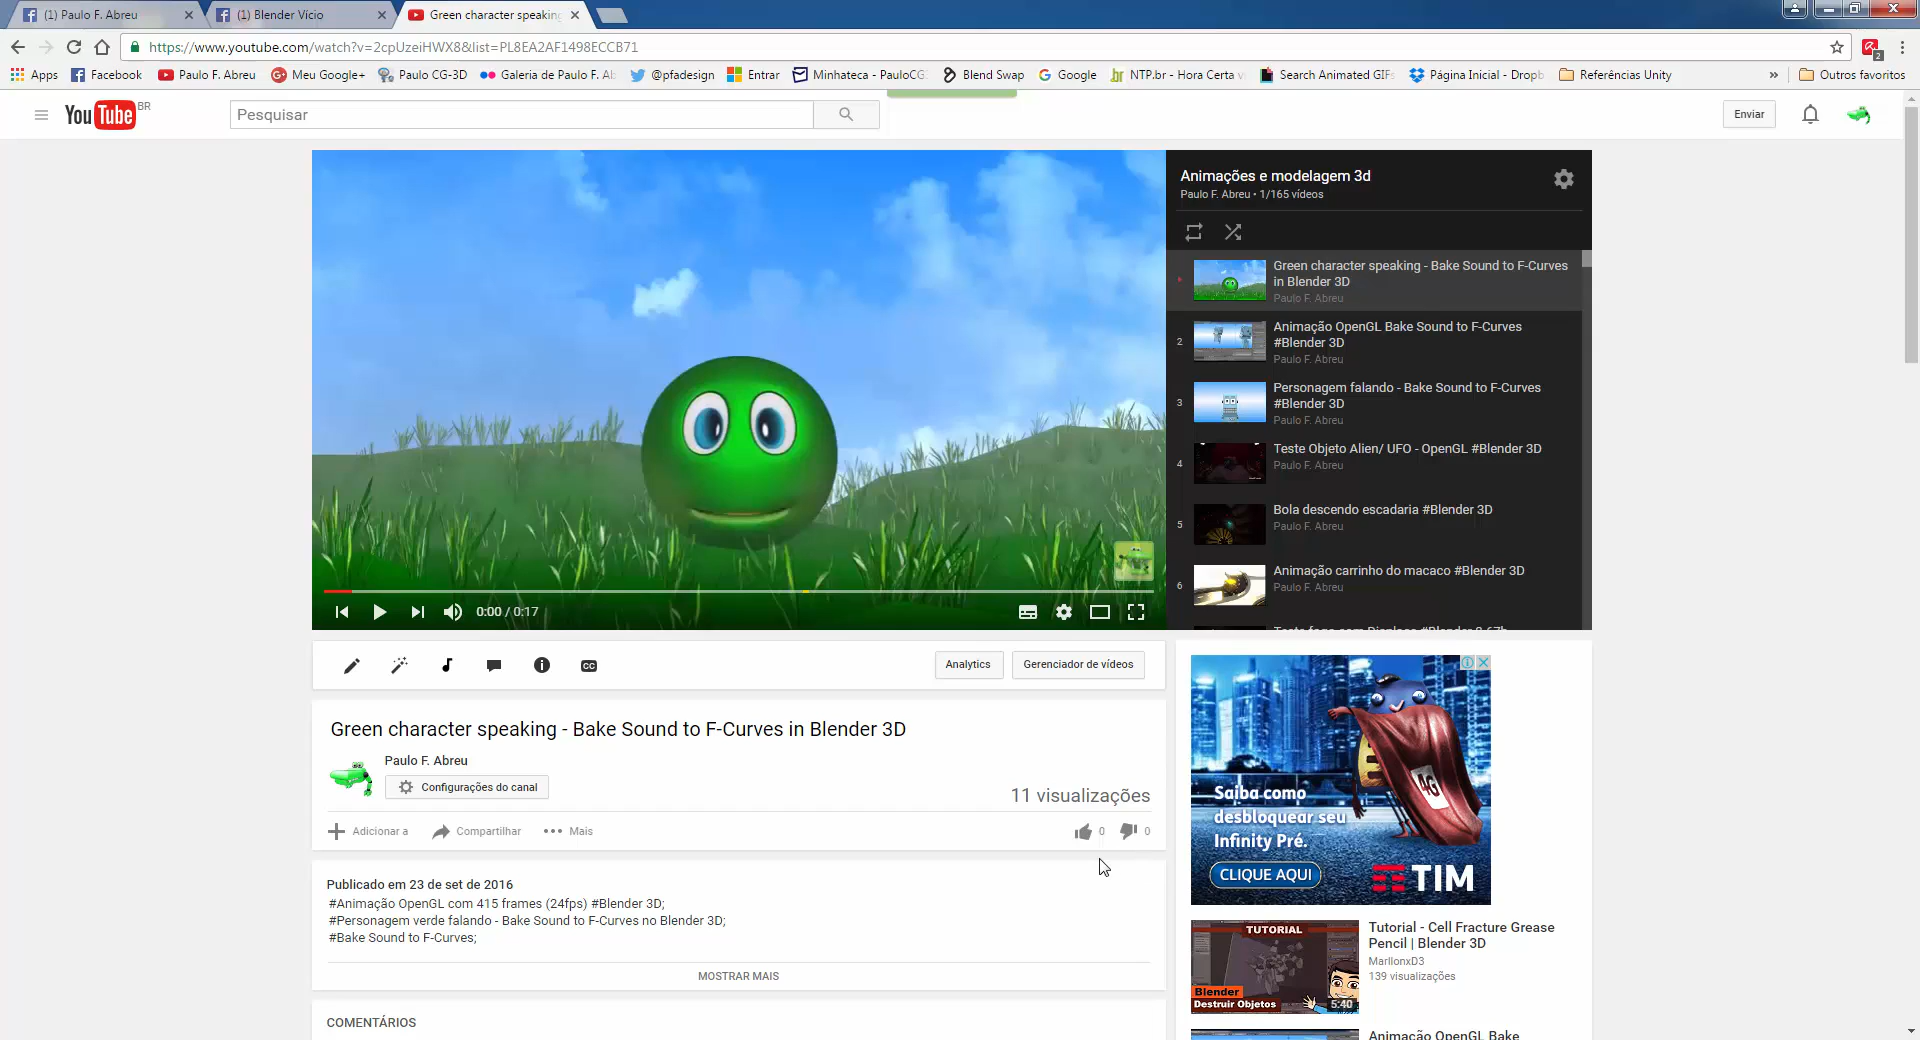 (1) Paulo F. Abreu
(1) Blender Vício
Green character speaking
https://www.youtube.com/watch?v=2cpUzeiHWX8&list=PL8EA2AF1498ECCB71
2
Apps
Facebook
Paulo F. Abreu
Meu Google+
Paulo CG-3D
Galeria de Paulo F. Ab
@pfadesign
Entrar
Minhateca - PauloCG
Blend Swap
Google
NTP.br - Hora Certa
Search Animated GIFs
Página Inicial - Dropb
Referências Unity
»
Outros favoritos
YouTube BR
Pesquisar
Enviar
Animações e modelagem 3d
Paulo F. Abreu • 1/165 vídeos
Green character speaking - Bake Sound to F-Curves
in Blender 3D
Paulo F. Abreu
2
Animação OpenGL Bake Sound to F-Curves
#Blender 3D
Paulo F. Abreu
3
Personagem falando - Bake Sound to F-Curves
#Blender 3D
Paulo F. Abreu
4
Teste Objeto Alien/ UFO - OpenGL #Blender 3D
Paulo F. Abreu
5
Bola descendo escadaria #Blender 3D
Paulo F. Abreu
6
Animação carrinho do macaco #Blender 3D
Paulo F. Abreu
0:00 / 0:17
CC
Analytics
Gerenciador de vídeos
Green character speaking - Bake Sound to F-Curves in Blender 3D
Paulo F. Abreu
Configurações do canal
11 visualizações
Adicionar a
Compartilhar
Mais
0
0
Publicado em 23 de set de 2016
#Animação OpenGL com 415 frames (24fps) #Blender 3D;
#Personagem verde falando - Bake Sound to F-Curves no Blender 3D;
#Bake Sound to F-Curves;
MOSTRAR MAIS
COMENTÁRIOS
4G
Saiba como
desbloquear seu
Infinity Pré.
CLIQUE AQUI
TIM
TUTORIAL
Blender
Destruir Objetos
5:40
Tutorial - Cell Fracture Grease
Pencil | Blender 3D
MarllonxD3
139 visualizações
Animação OpenGL Bake